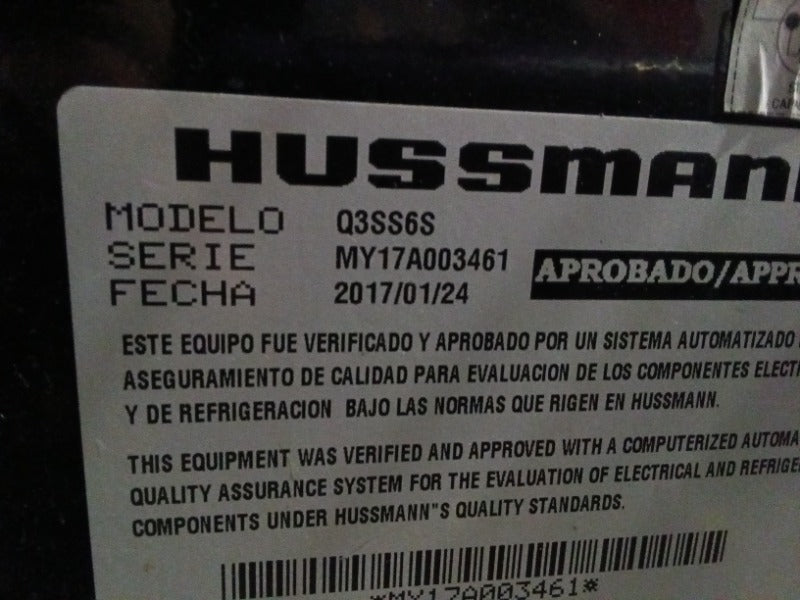 HUSSMANN
MODELO Q3SS6S
SERIE MY17A003461
FECHA 2017/01/24
APROBADO/APPR
ESTE EQUIPO FUE VERIFICADO Y APROBADO POR UN SISTEMA AUTOMATIZADO
ASEGURAMIENTO DE CALIDAD PARA EVALUACION DE LOS COMPONENTES ELECT
Y DE REFRIGERACION BAJO LAS NORMAS QUE RIGEN EN HUSSMANN.
THIS EQUIPMENT WAS VERIFIED AND APPROVED WITH A COMPUTERIZED AUTOMA
QUALITY ASSURANCE SYSTEM FOR THE EVALUATION OF ELECTRICAL AND REFRIGE
COMPONENTS UNDER HUSSMANN"S QUALITY STANDARDS.
*MY17A003461*